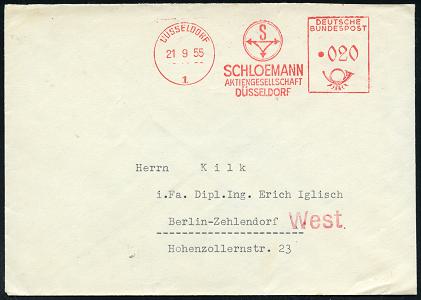 DÜSSELDORF
21 9 55
1
S
SCHLOEMANN
AKTIENGESELLSCHAFT
DÜSSELDORF
DEUTSCHE
BUNDESPOST
020
Herrn K i l k
i.Fa. Dipl.Ing. Erich Iglisch
Berlin-Zehlendorf West.
Hohenzollernstr. 23